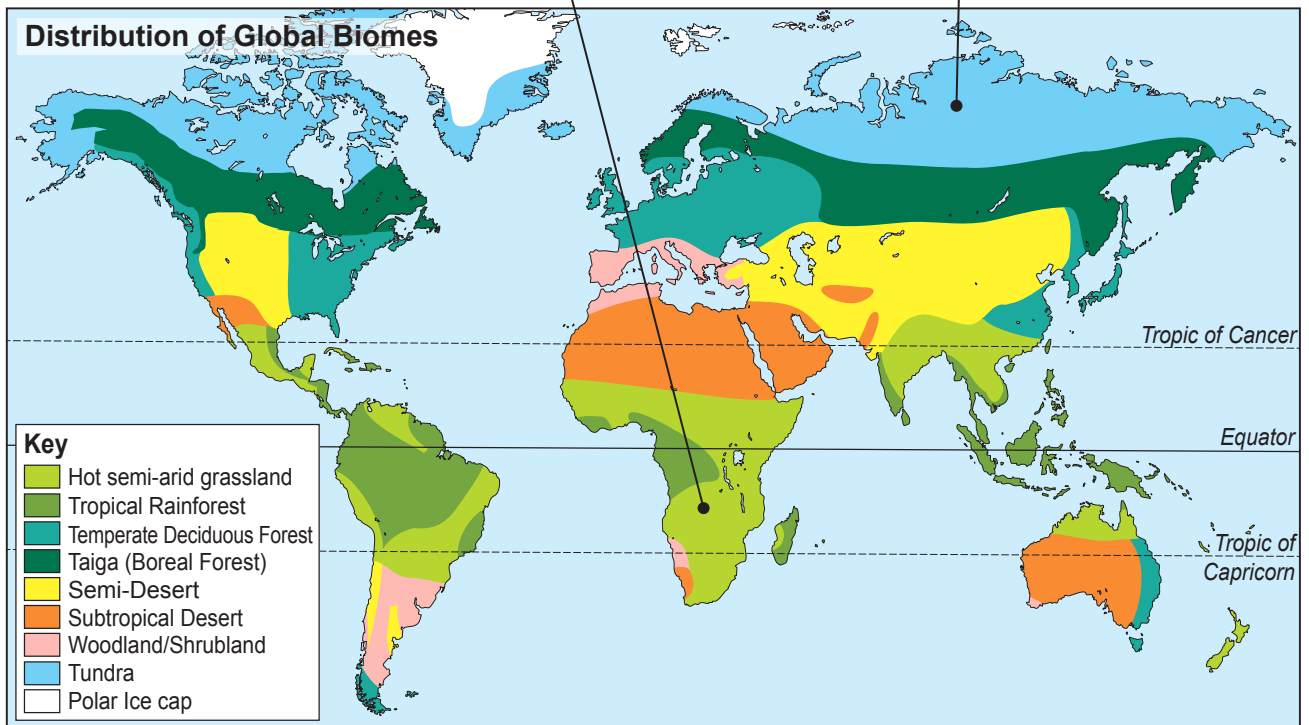 Distribution of Global Biomes
Tropic of Cancer
Equator
Tropic of
Capricorn
Key
Hot semi-arid grassland
Tropical Rainforest
Temperate Deciduous Forest
Taiga (Boreal Forest)
Semi-Desert
Subtropical Desert
Woodland/Shrubland
Tundra
Polar Ice cap